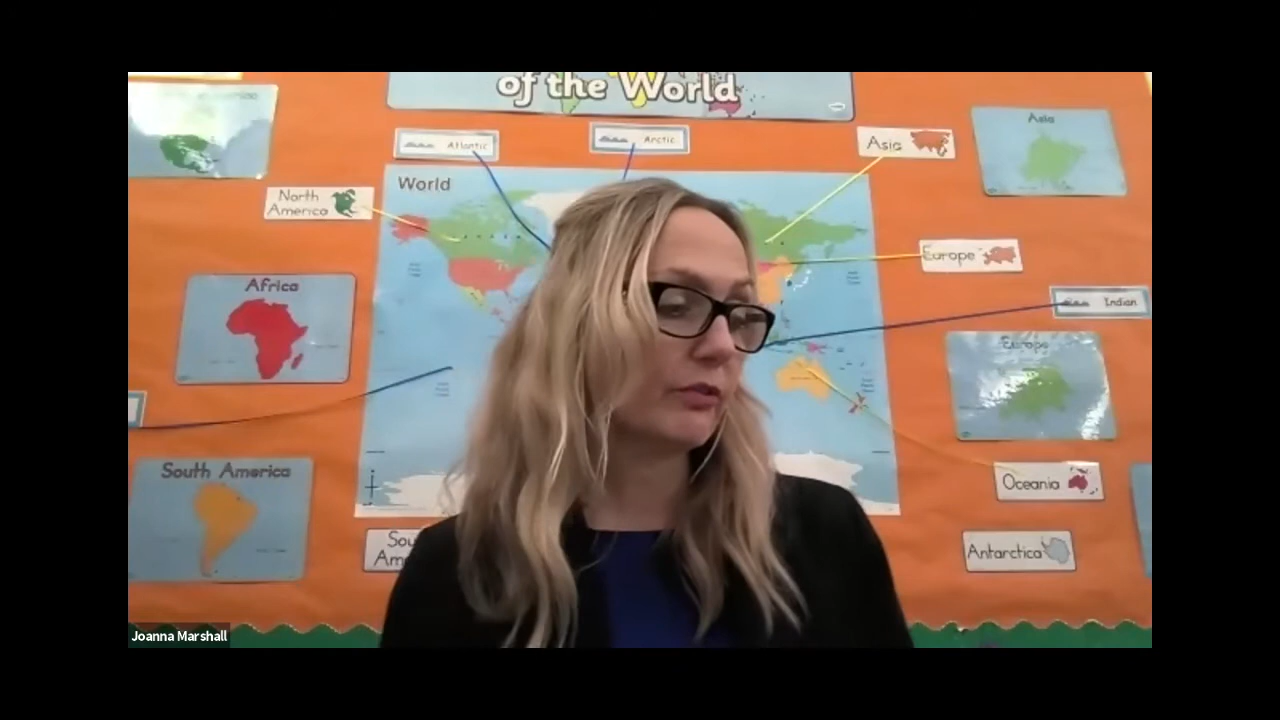 of the World
Atlantic
Arctic
Asia
Asia
World
North
America
Europe
Africa
Indian
Europe
South America
Oceania
Sou
Am
Antarctica
Joanna Marshall